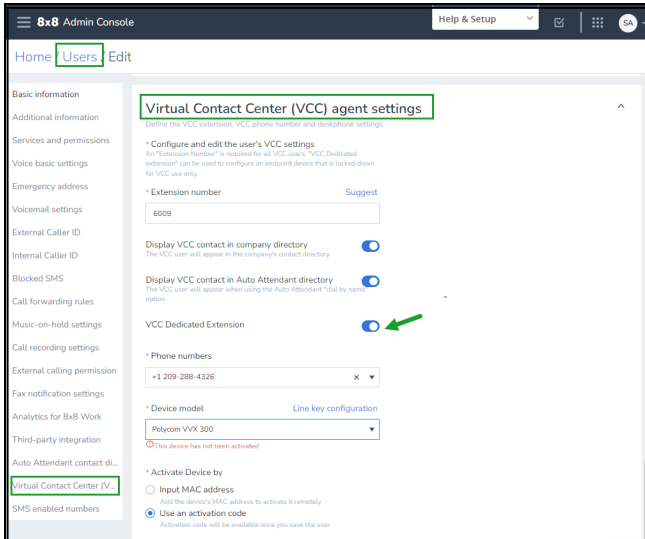 8x8 Admin Console
Help & Setup
SA
Home / Users / Edit
Basic information
Additional information
Services and permissions
Voice basic settings
Emergency address
Voicemail settings
External Caller ID
Internal Caller ID
Blocked SMS
Call forwarding rules
Music-on-hold settings
Call recording settings
External calling permission
Fax notification settings
Analytics for 8x8 Work
Third-party integration
Auto Attendant contact di...
Virtual Contact Center (V...
SMS enabled numbers
Virtual Contact Center (VCC) agent settings
Define the VCC extension, VCC phone number and deskphone settings.
* Configure and edit the user's VCC settings
An "Extension Number" is required for all VCC users. "VCC Dedicated
extension" can be used to configure an endpoint device that is locked down
for VCC use only.
* Extension number Suggest
6009
Display VCC contact in company directory
The VCC user will appear in the company's contact directory
Display VCC contact in Auto Attendant directory
The VCC user will appear when using the Auto Attendant "dial by name"
option
VCC Dedicated Extension
* Phone numbers
+1 209-288-4326
* Device model Line key configuration
Polycom VVX 300
This device has not been activated
* Activate Device by
Input MAC address
Add the device's MAC address to activate it remotely
Use an activation code
Activation code will be available once you save the user